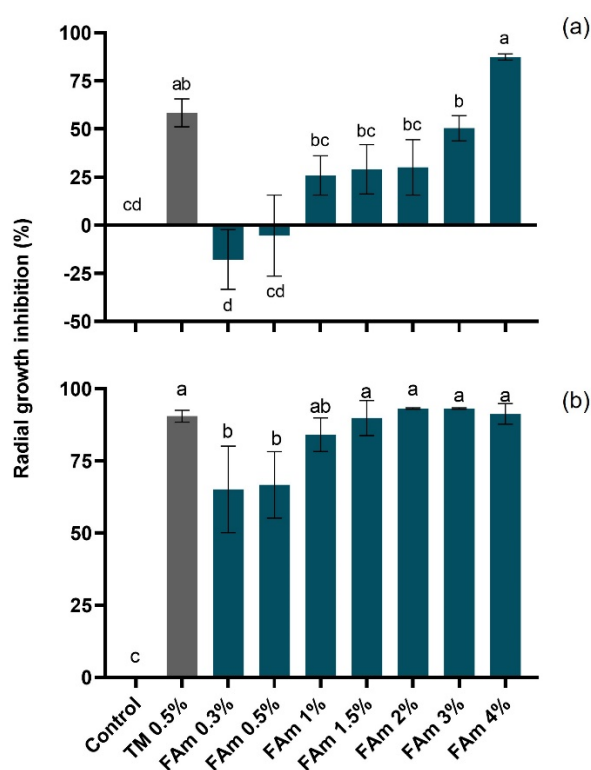 (a)
Radial growth inhibition (%)
100
75
50
25
0
-25
-50
cd
ab
d
cd
bc
bc
bc
b
a
(b)
100
75
50
25
0
c
a
b
b
ab
a
a
a
a
Control
TM 0.5%
FAm 0.3%
FAm 0.5%
FAm 1%
FAm 1.5%
FAm 2%
FAm 3%
FAm 4%